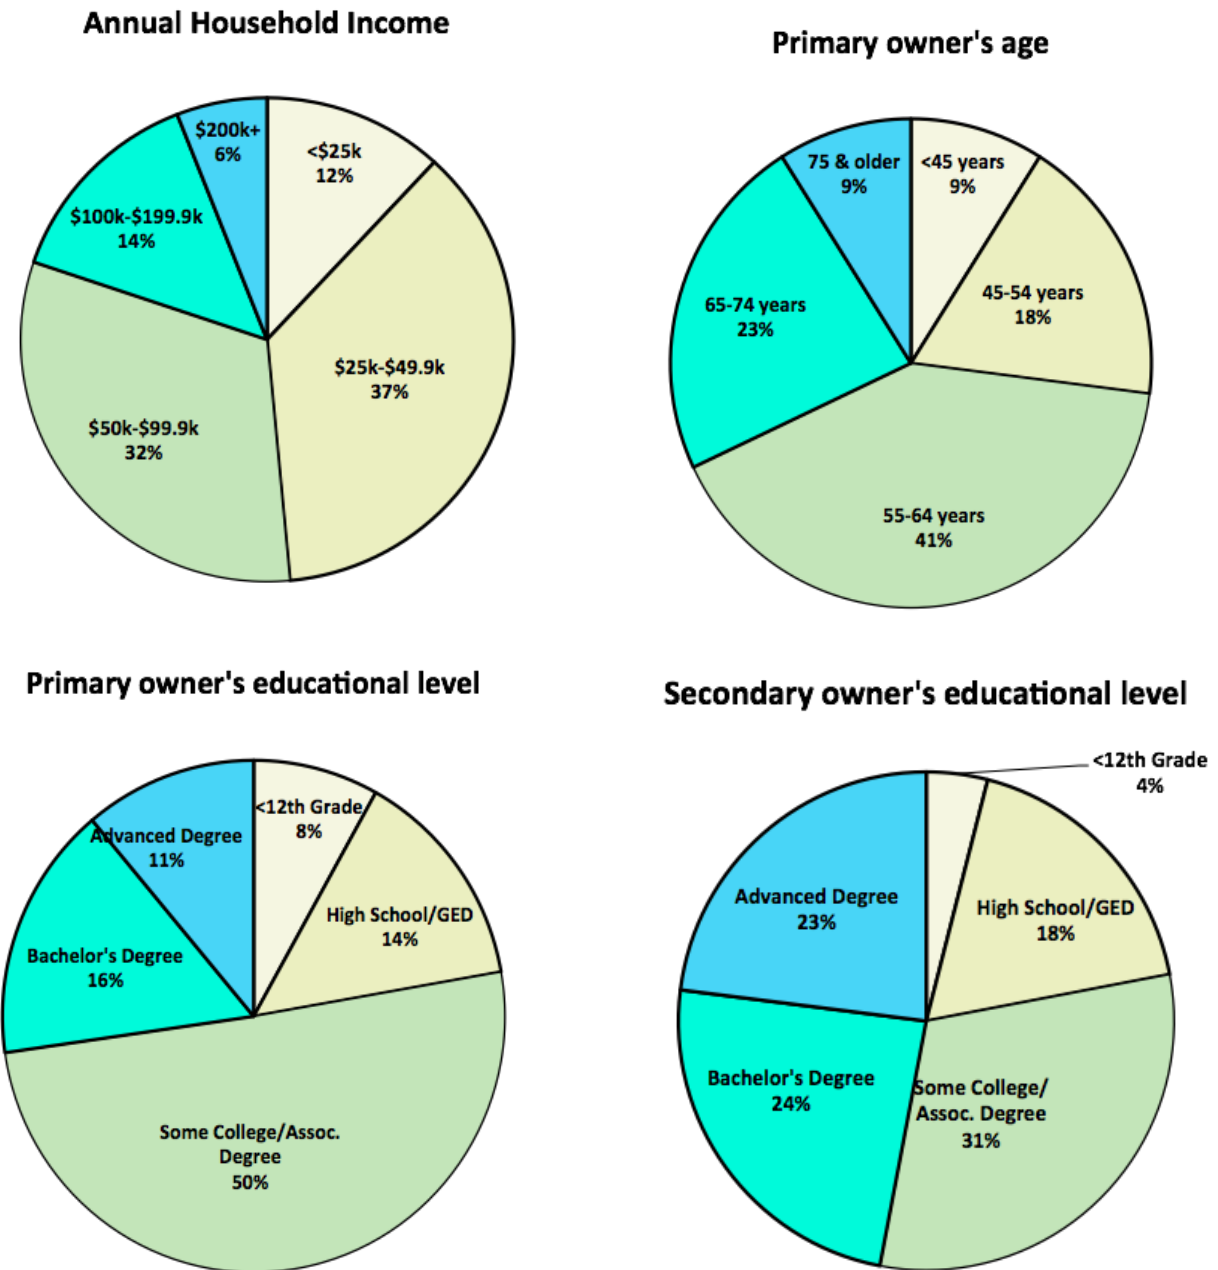 Annual Household Income
$200k+
6%
<$25k
12%
$100k-$199.9k
14%
$25k-$49.9k
37%
$50k-$99.9k
32%
Primary owner's age
75 & older
9%
<45 years
9%
45-54 years
18%
65-74 years
23%
55-64 years
41%
Primary owner's educational level
<12th Grade
8%
Advanced Degree
11%
High School/GED
14%
Bachelor's Degree
16%
Some College/Assoc.
Degree
50%
Secondary owner's educational level
<12th Grade
4%
Advanced Degree
23%
High School/GED
18%
Bachelor's Degree
24%
Some College/
Assoc. Degree
31%